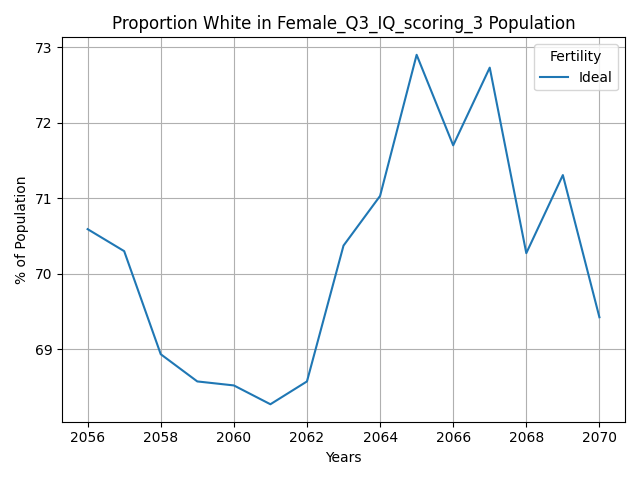 Proportion White in Female_Q3_IQ_scoring_3 Population
Fertility
Ideal
% of Population
73
72
71
70
69
2056 2058 2060 2062 2064 2066 2068 2070
Years